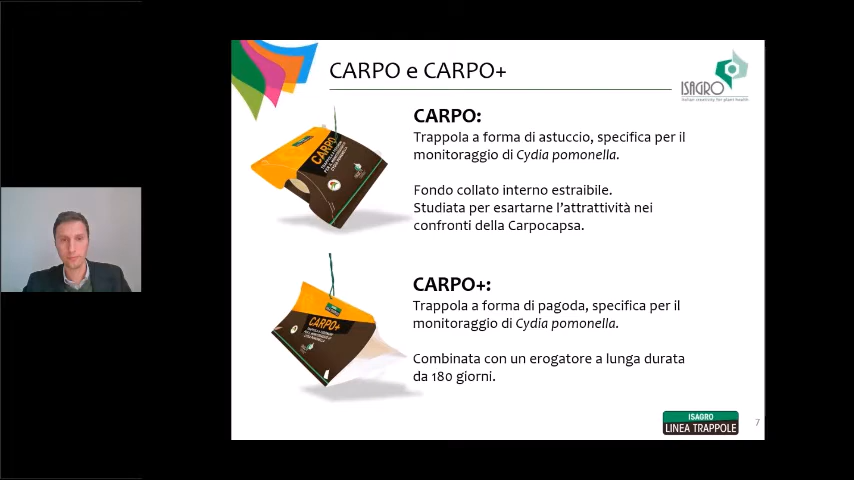 CARPO e CARPO+
ISAGRO
CARPO:
Trappola a forma di astuccio, specifica per il
monitoraggio di Cydia pomonella.
Fondo collato interno estraibile.
Studiata per esartarne l'attrattività nei
confronti della Carpocapsa.
CARPO
CARPO+:
Trappola a forma di pagoda, specifica per il
monitoraggio di Cydia pomonella.
Combinata con un erogatore a lunga durata
da 180 giorni.
CARPO+
ISAGRO
LINEA TRAPPOLE
7